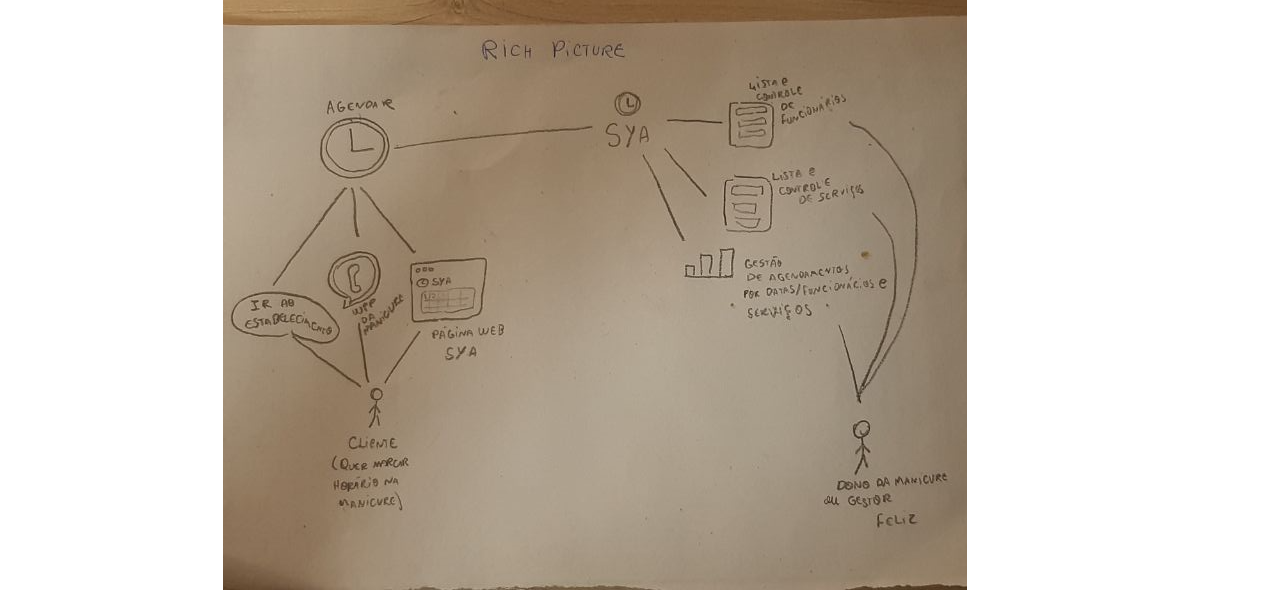 RICH PICTURE
AGENDAR
IR AO
ESTABELECIMENTO
WPP
DA
MANICURE
SYA
PÁGINA WEB
SYA
CLIENTE
(QUER MARCAR
HORÁRIO NA
MANICURE)
SYA
LISTA E
CONTROLE
DE
FUNCIONÁRIOS
LISTA E
CONTROLE
DE SERVIÇOS
GESTÃO
DE AGENDAMENTOS
POR DATAS/FUNCIONÁRIOS e
SERVIÇOS
DONO DA MANICURE
ou GESTOR
FELIZ